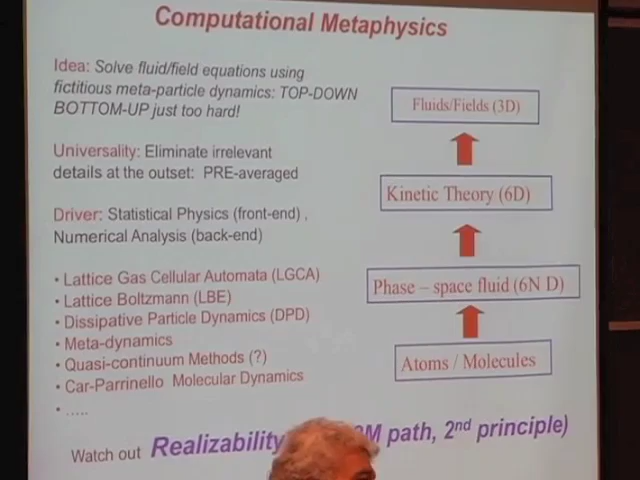 Computational Metaphysics
Idea: Solve fluid/field equations using
fictitious meta-particle dynamics: TOP-DOWN
BOTTOM-UP just too hard!
Universality: Eliminate irrelevant
details at the outset: PRE-averaged
Driver: Statistical Physics (front-end) ,
Numerical Analysis (back-end)
• Lattice Gas Cellular Automata (LGCA)
• Lattice Boltzmann (LBE)
• Dissipative Particle Dynamics (DPD)
• Meta-dynamics
• Quasi-continuum Methods (?)
• Car-Parrinello Molecular Dynamics
• .....
Fluids/Fields (3D)
Kinetic Theory (6D)
Phase – space fluid (6N D)
Atoms / Molecules
Watch out Realizability path, 2nd principle)